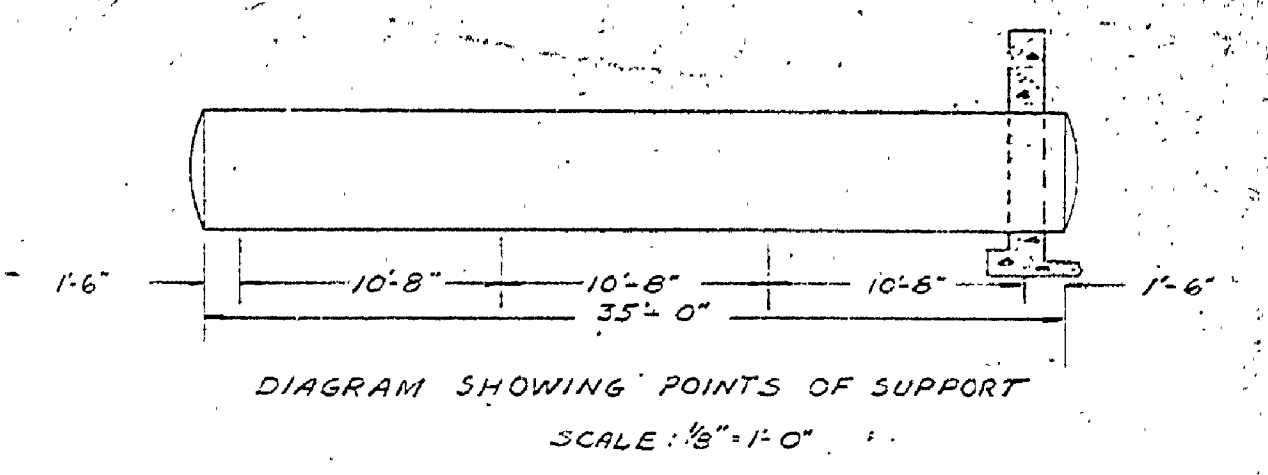 1'-6" 10'-8" 10'-8" 10'-8" 1'-6"
35'-0"
DIAGRAM SHOWING POINTS OF SUPPORT
SCALE: 1/8" = 1'-0"